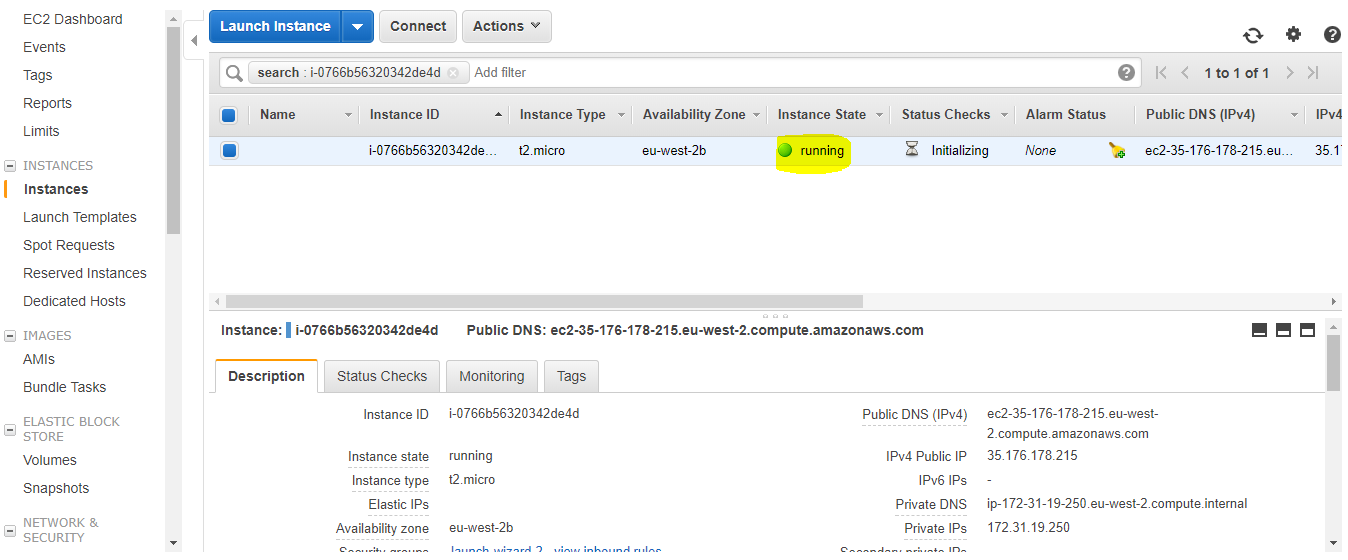 EC2 Dashboard
Events
Tags
Reports
Limits
INSTANCES
Instances
Launch Templates
Spot Requests
Reserved Instances
Dedicated Hosts
IMAGES
AMIs
Bundle Tasks
ELASTIC BLOCK
STORE
Volumes
Snapshots
NETWORK &
SECURITY
Launch Instance Connect Actions
search : i-0766b56320342de4d Add filter 1 to 1 of 1
Name Instance ID Instance Type Availability Zone Instance State Status Checks Alarm Status Public DNS (IPv4) IPv4
i-0766b56320342de... t2.micro eu-west-2b running Initializing None ec2-35-176-178-215.eu... 35.17
Instance: i-0766b56320342de4d Public DNS: ec2-35-176-178-215.eu-west-2.compute.amazonaws.com
Description Status Checks Monitoring Tags
Instance ID i-0766b56320342de4d
Instance state running
Instance type t2.micro
Elastic IPs
Availability zone eu-west-2b
Security groups launch-wizard-2 view inbound rules
Public DNS (IPv4) ec2-35-176-178-215.eu-west-
2.compute.amazonaws.com
IPv4 Public IP 35.176.178.215
IPv6 IPs -
Private DNS ip-172-31-19-250.eu-west-2.compute.internal
Private IPs 172.31.19.250
Secondary private IPs